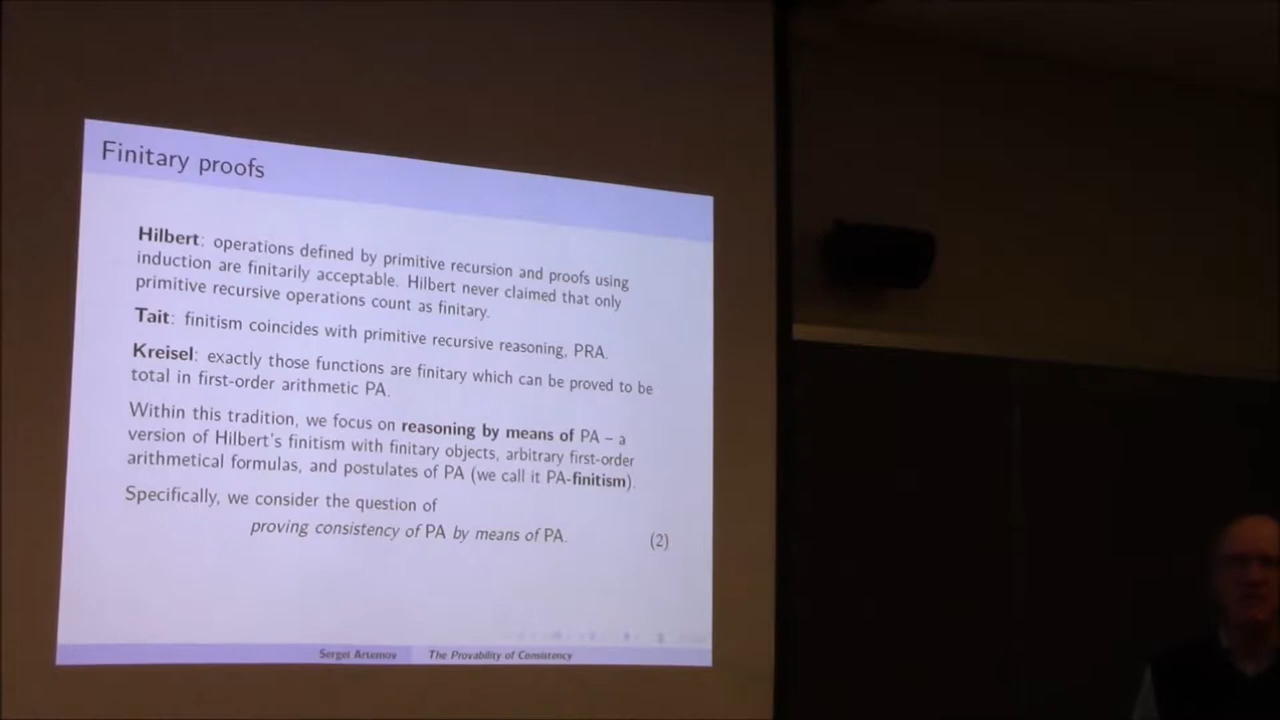 Finitary proofs
Hilbert: operations defined by primitive recursion and proofs using
induction are finitarily acceptable. Hilbert never claimed that only
primitive recursive operations count as finitary.
Tait: finitism coincides with primitive recursive reasoning, PRA.
Kreisel: exactly those functions are finitary which can be proved to be
total in first-order arithmetic PA.
Within this tradition, we focus on reasoning by means of PA – a
version of Hilbert's finitism with finitary objects, arbitrary first-order
arithmetical formulas, and postulates of PA (we call it PA-finitism).
Specifically, we consider the question of
proving consistency of PA by means of PA. (2)
Sergei Artemov The Provability of Consistency